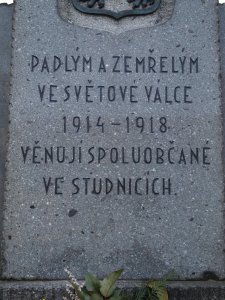 PADLÝM A ZEMŘELÝM
VE SVĚTOVÉ VÁLCE
1914 – 1918
VĚNUJÍ SPOLUOBČANÉ
VE STUDNICÍCH.